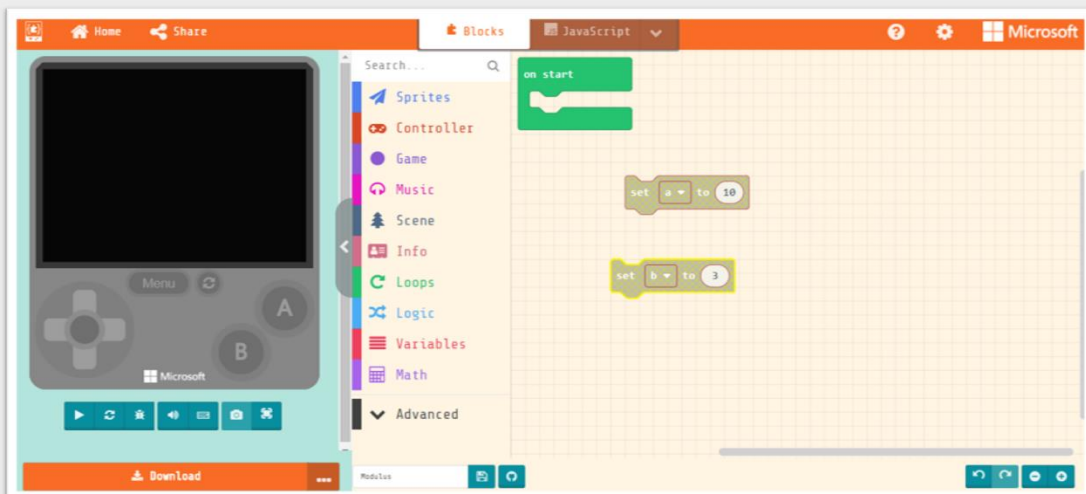 Home Share Blocks JavaScript Microsoft
Search...
Sprites
Controller
Game
Music
Scene
Info
Loops
Logic
Variables
Math
Advanced
on start
set a to 10
set b to 3
Menu
A
B
Microsoft
Download
Modulus